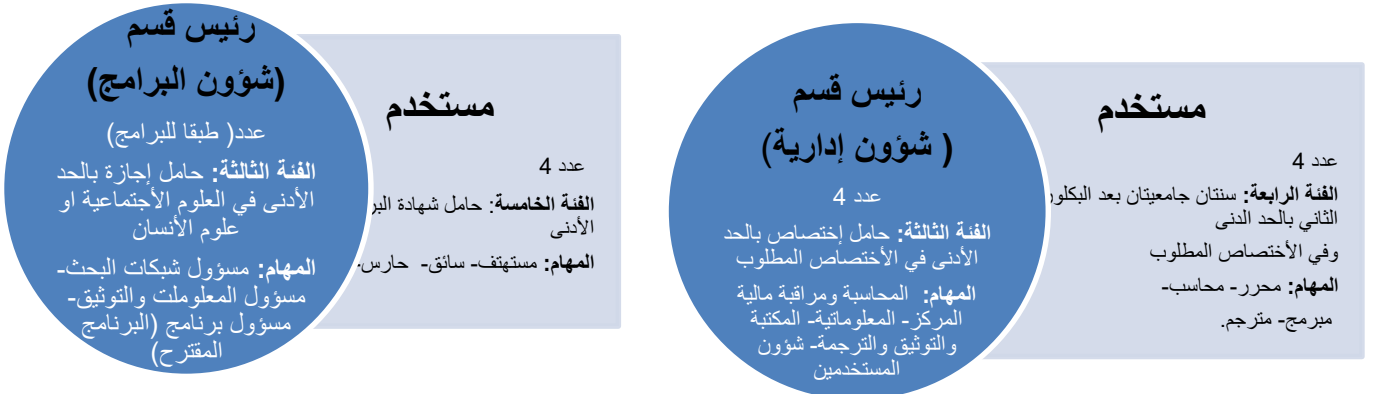 رئيس قسم
( شؤون إدارية)
عدد 4
الفئة الثالثة: حامل إختصاص بالحد
الأدنى في الأختصاص المطلوب
المهام: المحاسبة ومراقبة مالية
المركز- المعلوماتية- المكتبة
والتوثيق والترجمة- شؤون
المستخدمين
مستخدم
عدد 4
الفئة الرابعة: سنتان جامعيتان بعد
الثاني بالحد الدنى
وفي الأختصاص المطلوب
المهام: محرر- محاسب-
مبرمج- مترجم.
رئيس قسم
(شؤون البرامج)
عدد( طبقا للبرامج)
الفئة الثالثة: حامل إجازة بالحد
الأدنى في العلوم الأجتماعية او
علوم الأنسان
المهام: مسؤول شبكات البحث-
مسؤول المعلوملت والتوثيق-
مسؤول برنامج (البرنامج
المقترح)
مستخدم
عدد 4
الفئة الخامسة: حامل شهادة
الأدنى
المهام: مستهتف- سائق- حارس-